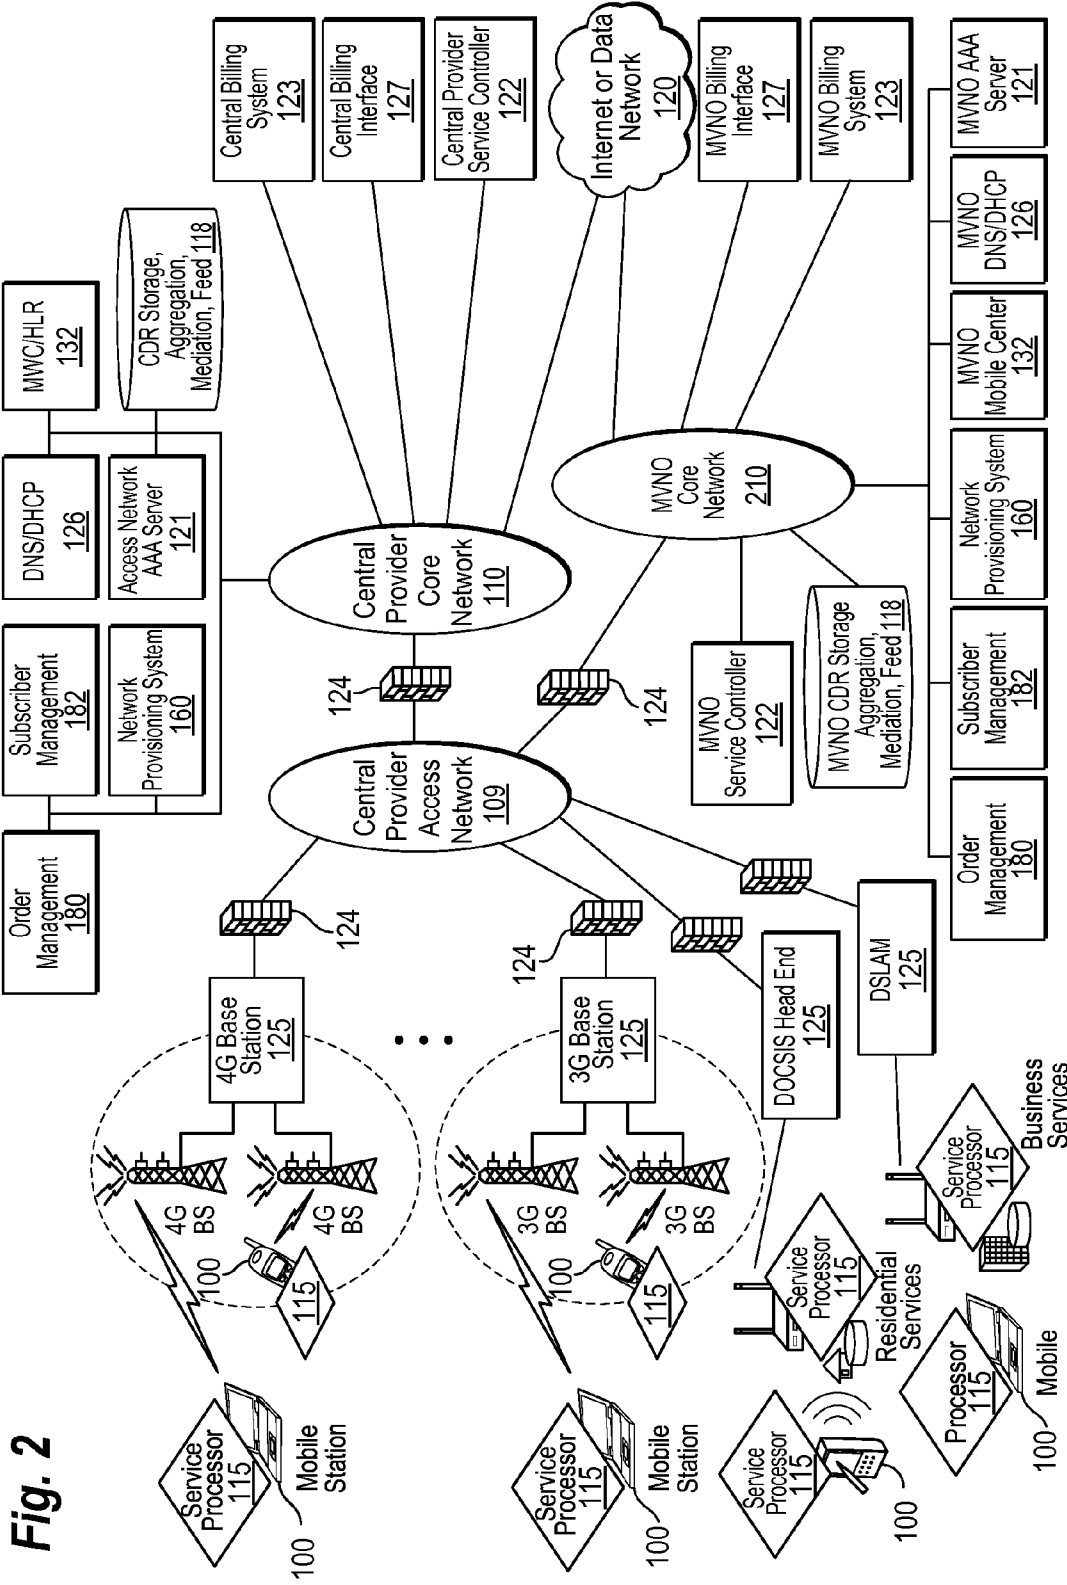 Fig. 2
Order
Management
180
Subscriber
Management
182
DNS/DHCP
126
MWC/HLR
132
Network
Provisioning System
160
Access Network
AAA Server
121
CDR Storage,
Aggregation,
Mediation, Feed 118
Central Billing
System
123
Central Billing
Interface
127
Central Provider
Service Controller
122
Internet or Data
Network
120
MVNO Billing
Interface
127
MVNO Billing
System
123
Central
Provider
Core
Network
110
MVNO
Core
Network
210
124
124
Central
Provider
Access
Network
109
MVNO
Service Controller
122
MVNO CDR Storage
Aggregation,
Mediation, Feed 118
Order
Management
180
Subscriber
Management
182
Network
Provisioning System
160
MVNO
Mobile Center
132
MVNO
DNS/DHCP
126
MVNO AAA
Server
121
124
124
4G Base
Station
125
3G Base
Station
125
DOCSIS Head End
125
DSLAM
125
4G
BS
4G
BS
100
115
Service
Processor
115
100
Mobile
Station
3G
BS
3G
BS
100
115
Service
Processor
115
100
Mobile
Station
Service
Processor
115
Residential
Services
Service
Processor
115
Business
Services
Service
Processor
115
100
Processor
115
100
Mobile